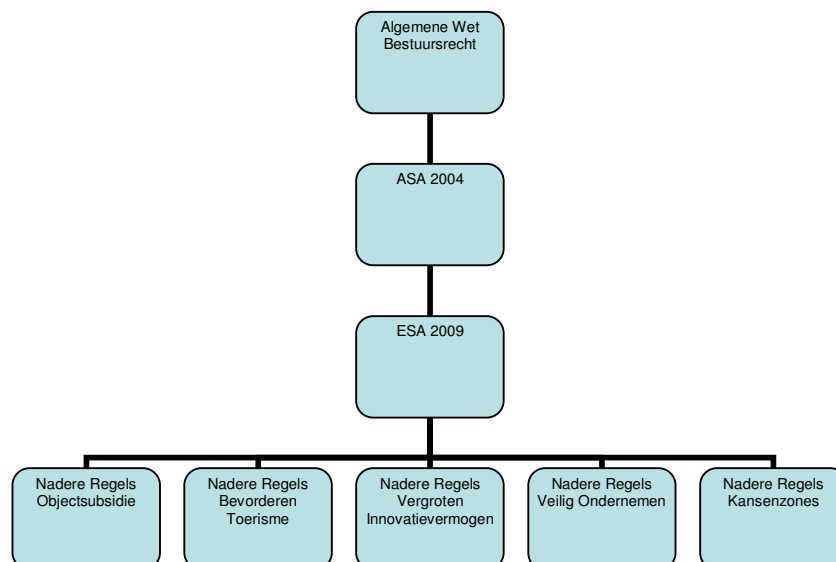 Algemene Wet
Bestuursrecht
ASA 2004
ESA 2009
Nadere Regels
Objectsubsidie
Nadere Regels
Bevorderen
Toerisme
Nadere Regels
Vergroten
Innovatievermogen
Nadere Regels
Veilig Ondernemen
Nadere Regels
Kansenzones